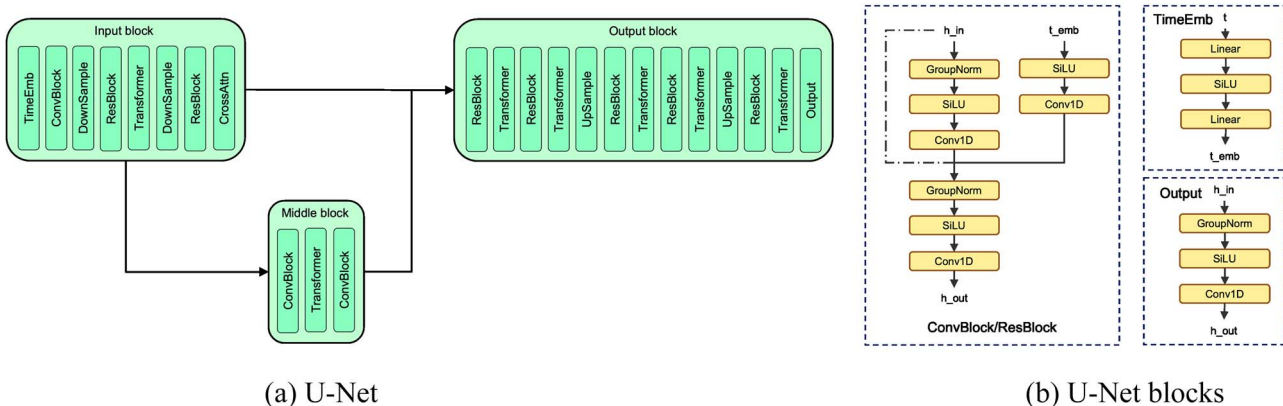 Input block
TimeEmb
ConvBlock
DownSample
ResBlock
Transformer
DownSample
ResBlock
CrossAttn
Output block
ResBlock
Transformer
ResBlock
Transformer
UpSample
ResBlock
Transformer
ResBlock
Transformer
UpSample
ResBlock
Transformer
Output
Middle block
ConvBlock
Transformer
ConvBlock
(a) U-Net
h_in
GroupNorm
SiLU
Conv1D
t_emb
SiLU
Conv1D
GroupNorm
SiLU
Conv1D
h_out
ConvBlock/ResBlock
TimeEmb
t
Linear
SiLU
Linear
t_emb
Output
h_in
GroupNorm
SiLU
Conv1D
h_out
(b) U-Net blocks